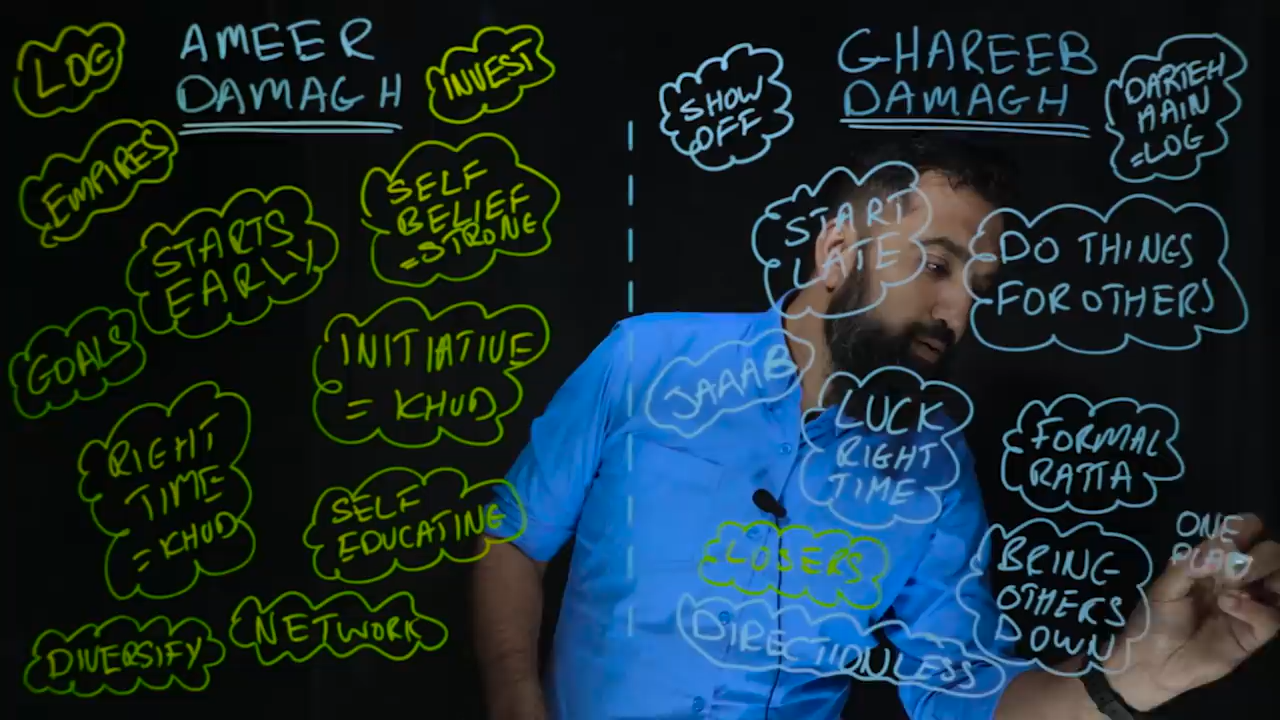 AMEER
DAMAGH
LOG
INVEST
EMPIRES
SELF
BELIEF
=STRONG
STARTS
EARLY
GOALS
INITIATIVE
= KHUD
RIGHT
TIME
=KHUD
SELF
EDUCATING
DIVERSIFY
NETWORK
GHAREEB
DAMAGH
SHOW
OFF
DARTEH
HAIN
=LOG
START
LATE
DO THINGS
FOR OTHERS
JAAAB
LUCK
RIGHT
TIME
FORMAL
RATTA
LOSERS
BRING
OTHERS
DOWN
ONE
DIRECTIONLESS